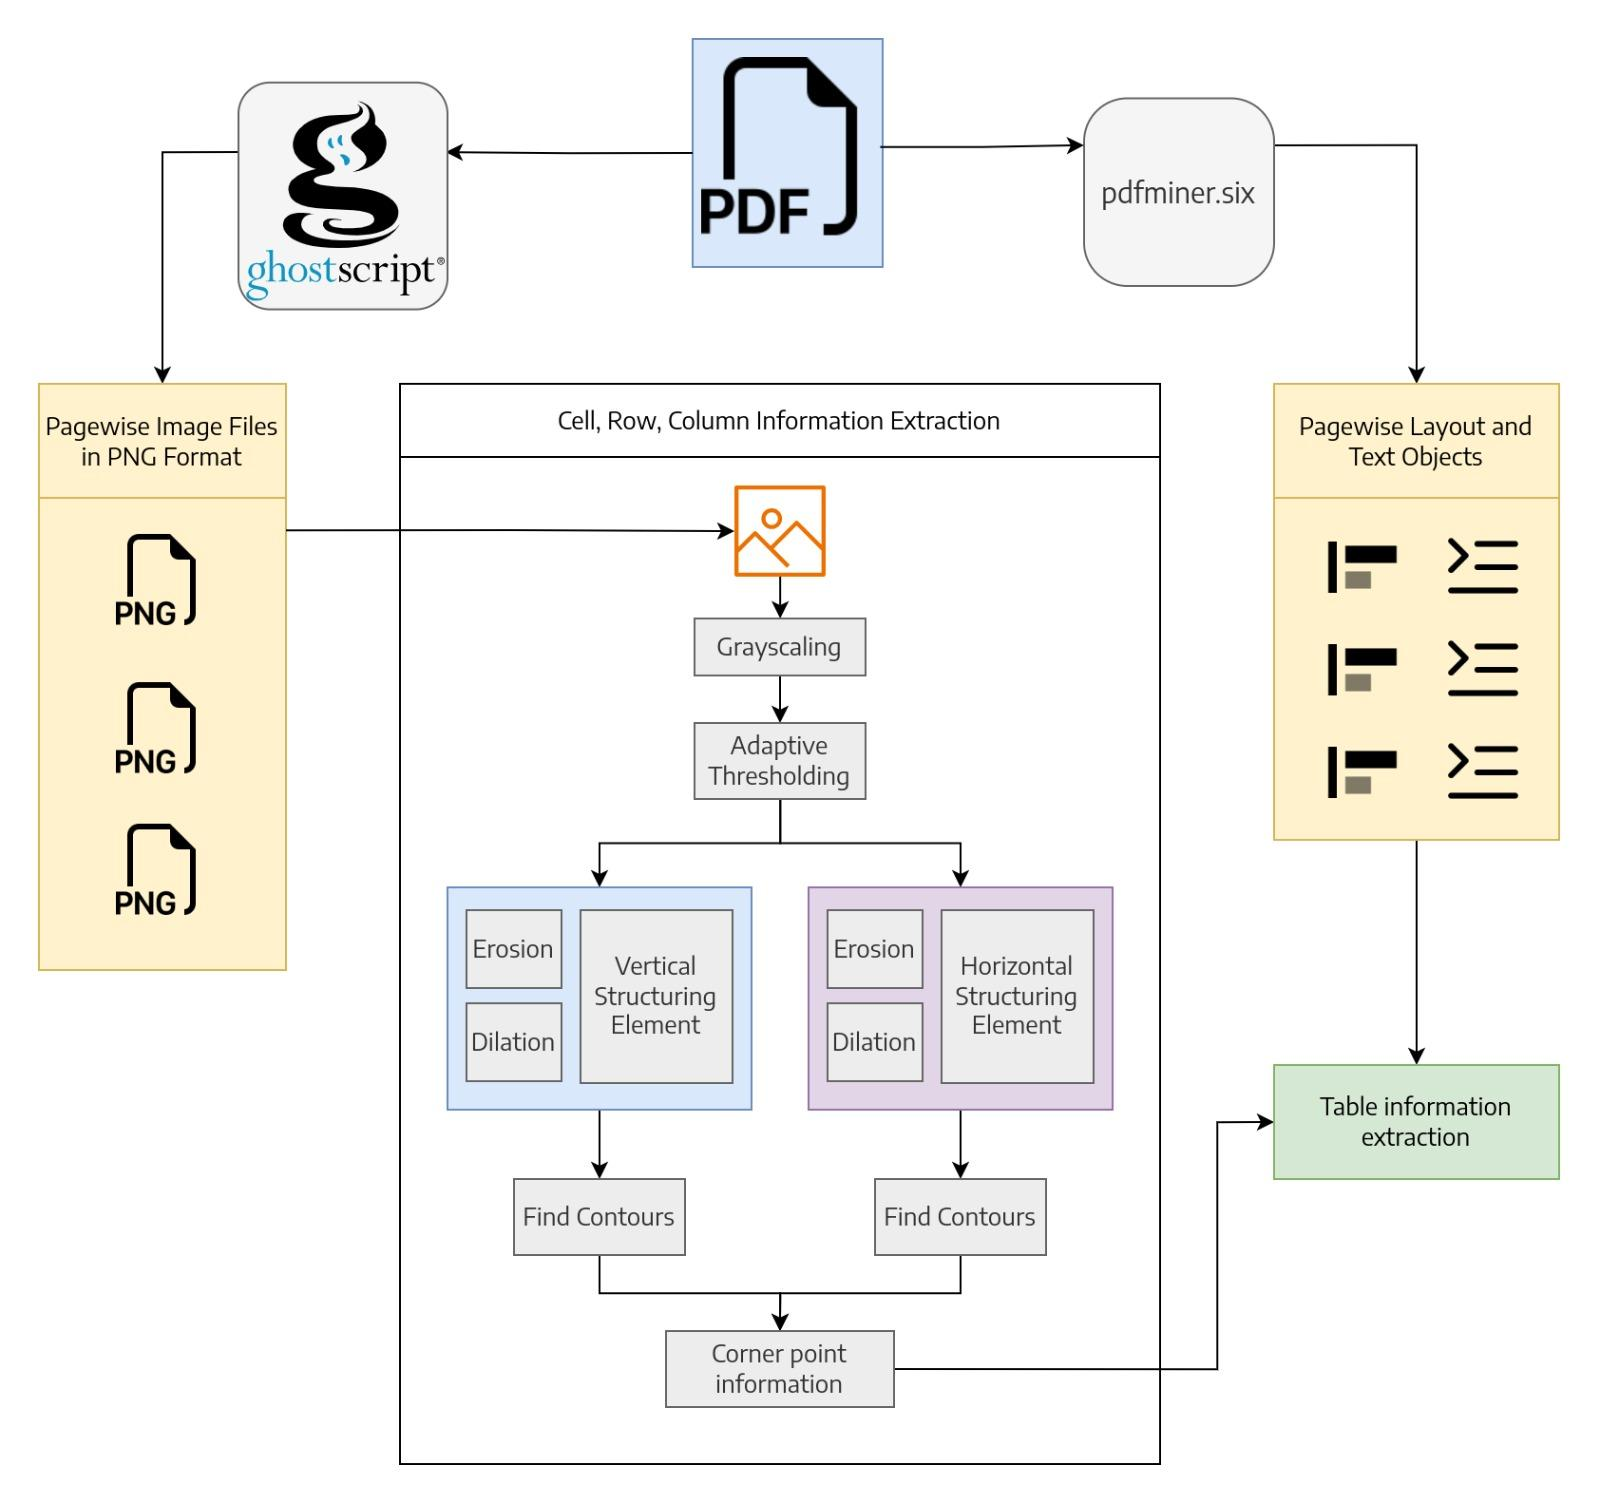 PDF
ghostscript®
pdfminer.six
Pagewise Image Files
in PNG Format
PNG
PNG
PNG
Cell, Row, Column Information Extraction
Grayscaling
Adaptive
Thresholding
Erosion
Dilation
Vertical
Structuring
Element
Erosion
Dilation
Horizontal
Structuring
Element
Find Contours
Find Contours
Corner point
information
Pagewise Layout and
Text Objects
Table information
extraction